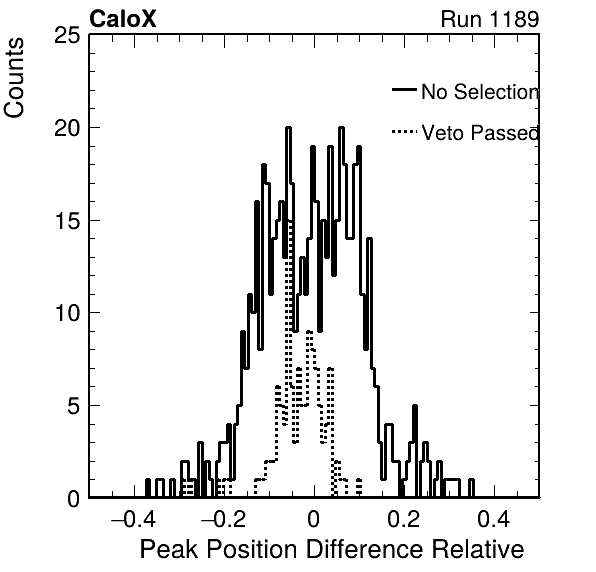 CaloX
Run 1189
Counts
25
20
15
10
5
0
No Selection
Veto Passed
−0.4
−0.2
0
0.2
0.4
Peak Position Difference Relative